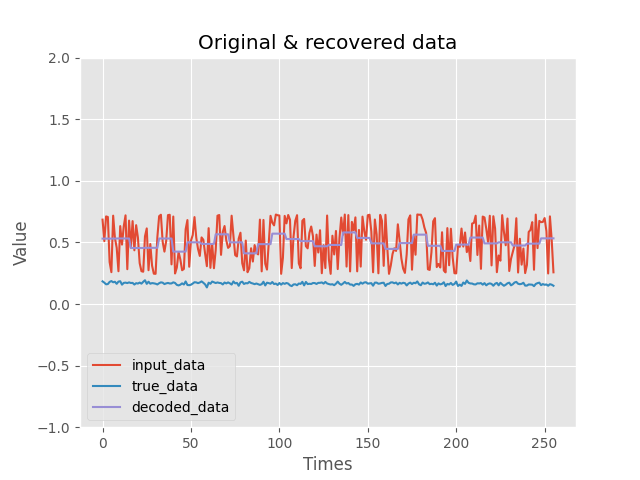 Original & recovered data
2.0
1.5
1.0
0.5
0.0
−0.5
−1.0
Value
input_data
true_data
decoded_data
0 50 100 150 200 250
Times